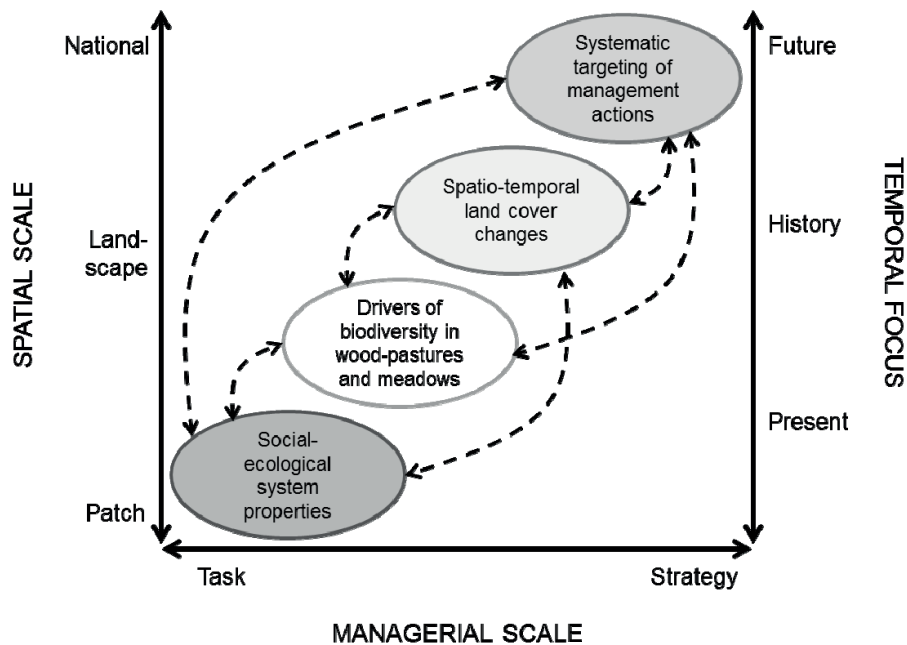 National
Future
Systematic
targeting of
management
actions
Spatio-temporal
land cover
changes
Land-
scape
History
SPATIAL SCALE
TEMPORAL FOCUS
Drivers of
biodiversity in
wood-pastures
and meadows
Present
Social-
ecological
system
properties
Patch
Task
Strategy
MANAGERIAL SCALE